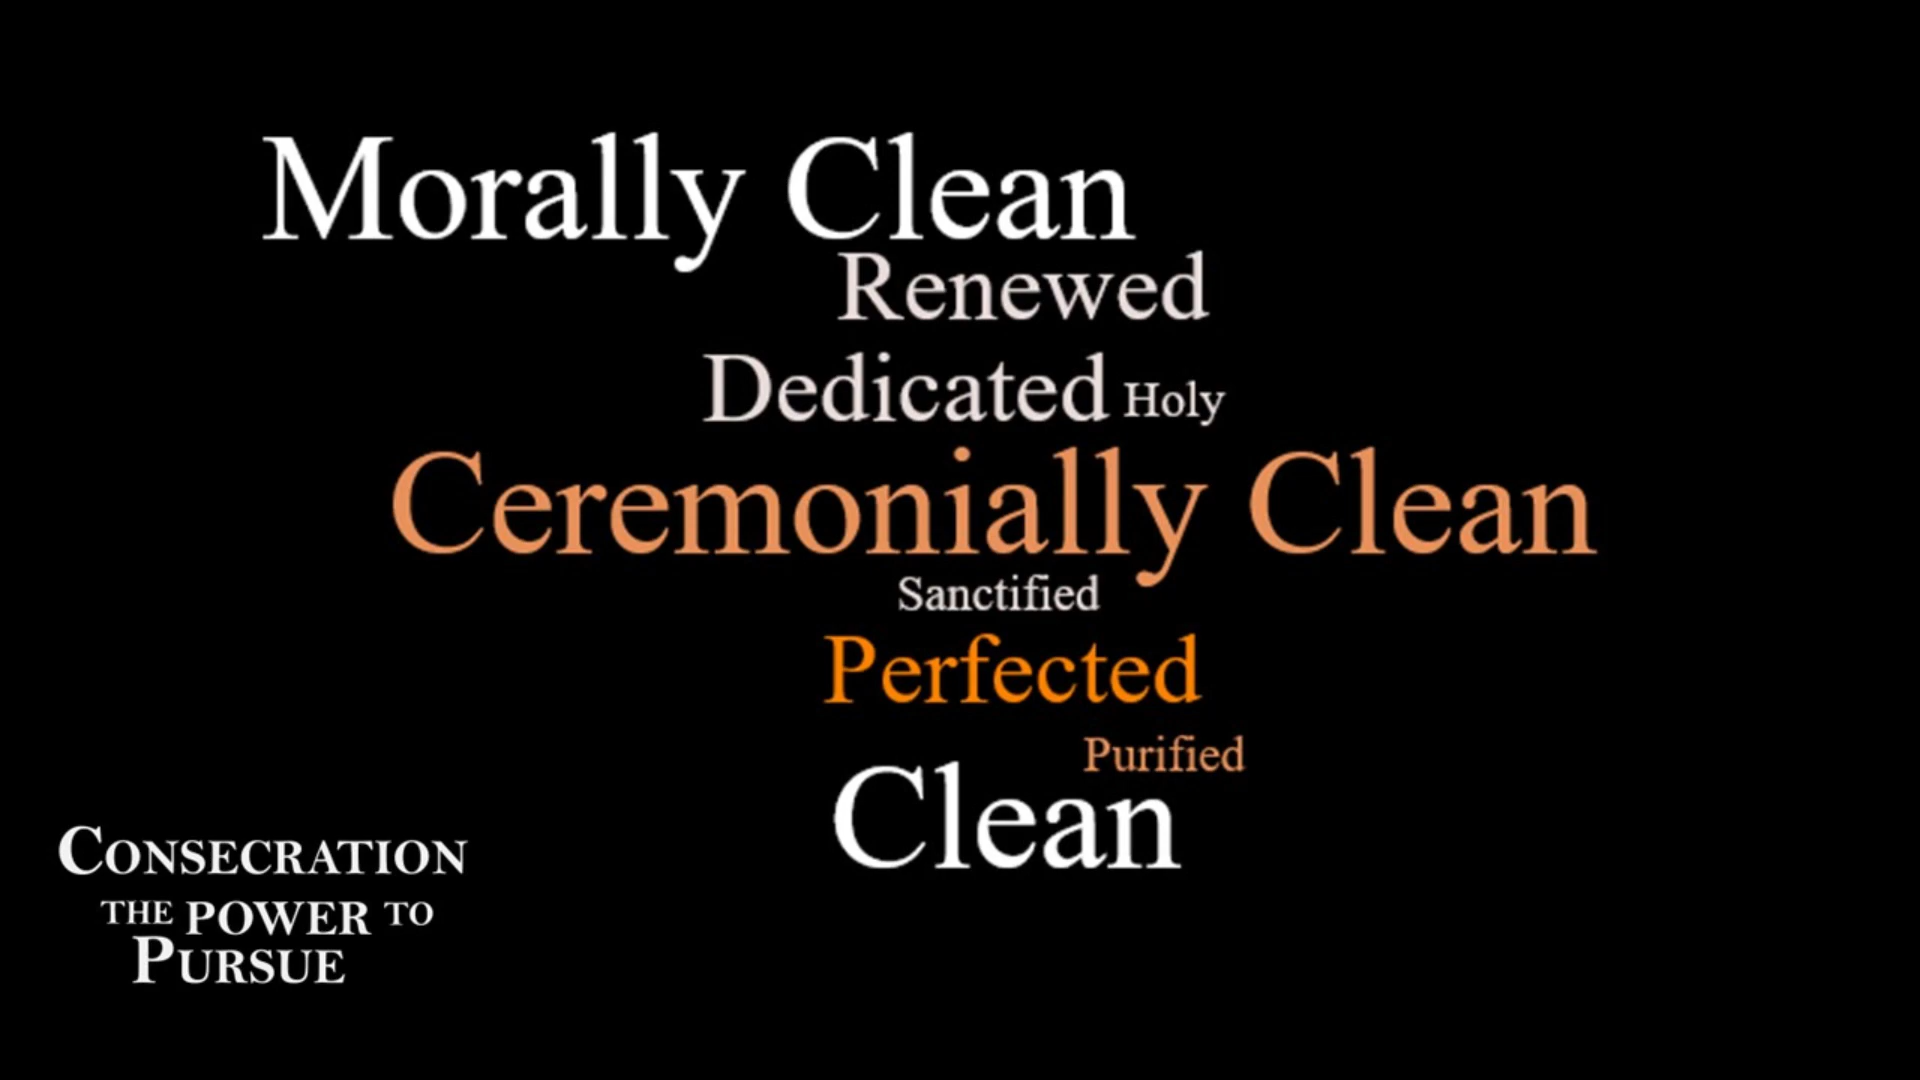 Morally Clean
Renewed
Dedicated Holy
Ceremonially Clean
Sanctified
Perfected
Purified
Clean
CONSECRATION
THE POWER TO
PURSUE